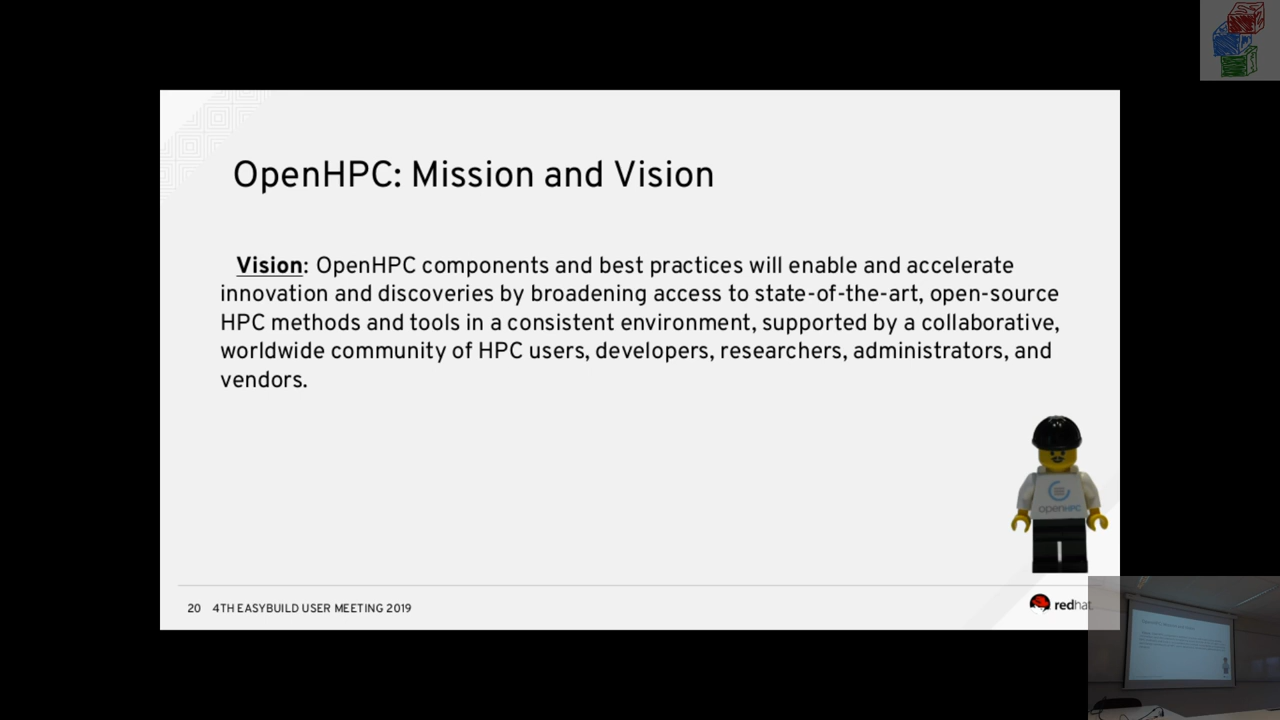 OpenHPC: Mission and Vision
Vision: OpenHPC components and best practices will enable and accelerate
innovation and discoveries by broadening access to state-of-the-art, open-source
HPC methods and tools in a consistent environment, supported by a collaborative,
worldwide community of HPC users, developers, researchers, administrators, and
vendors.
openHPC
20 4TH EASYBUILD USER MEETING 2019
redhat